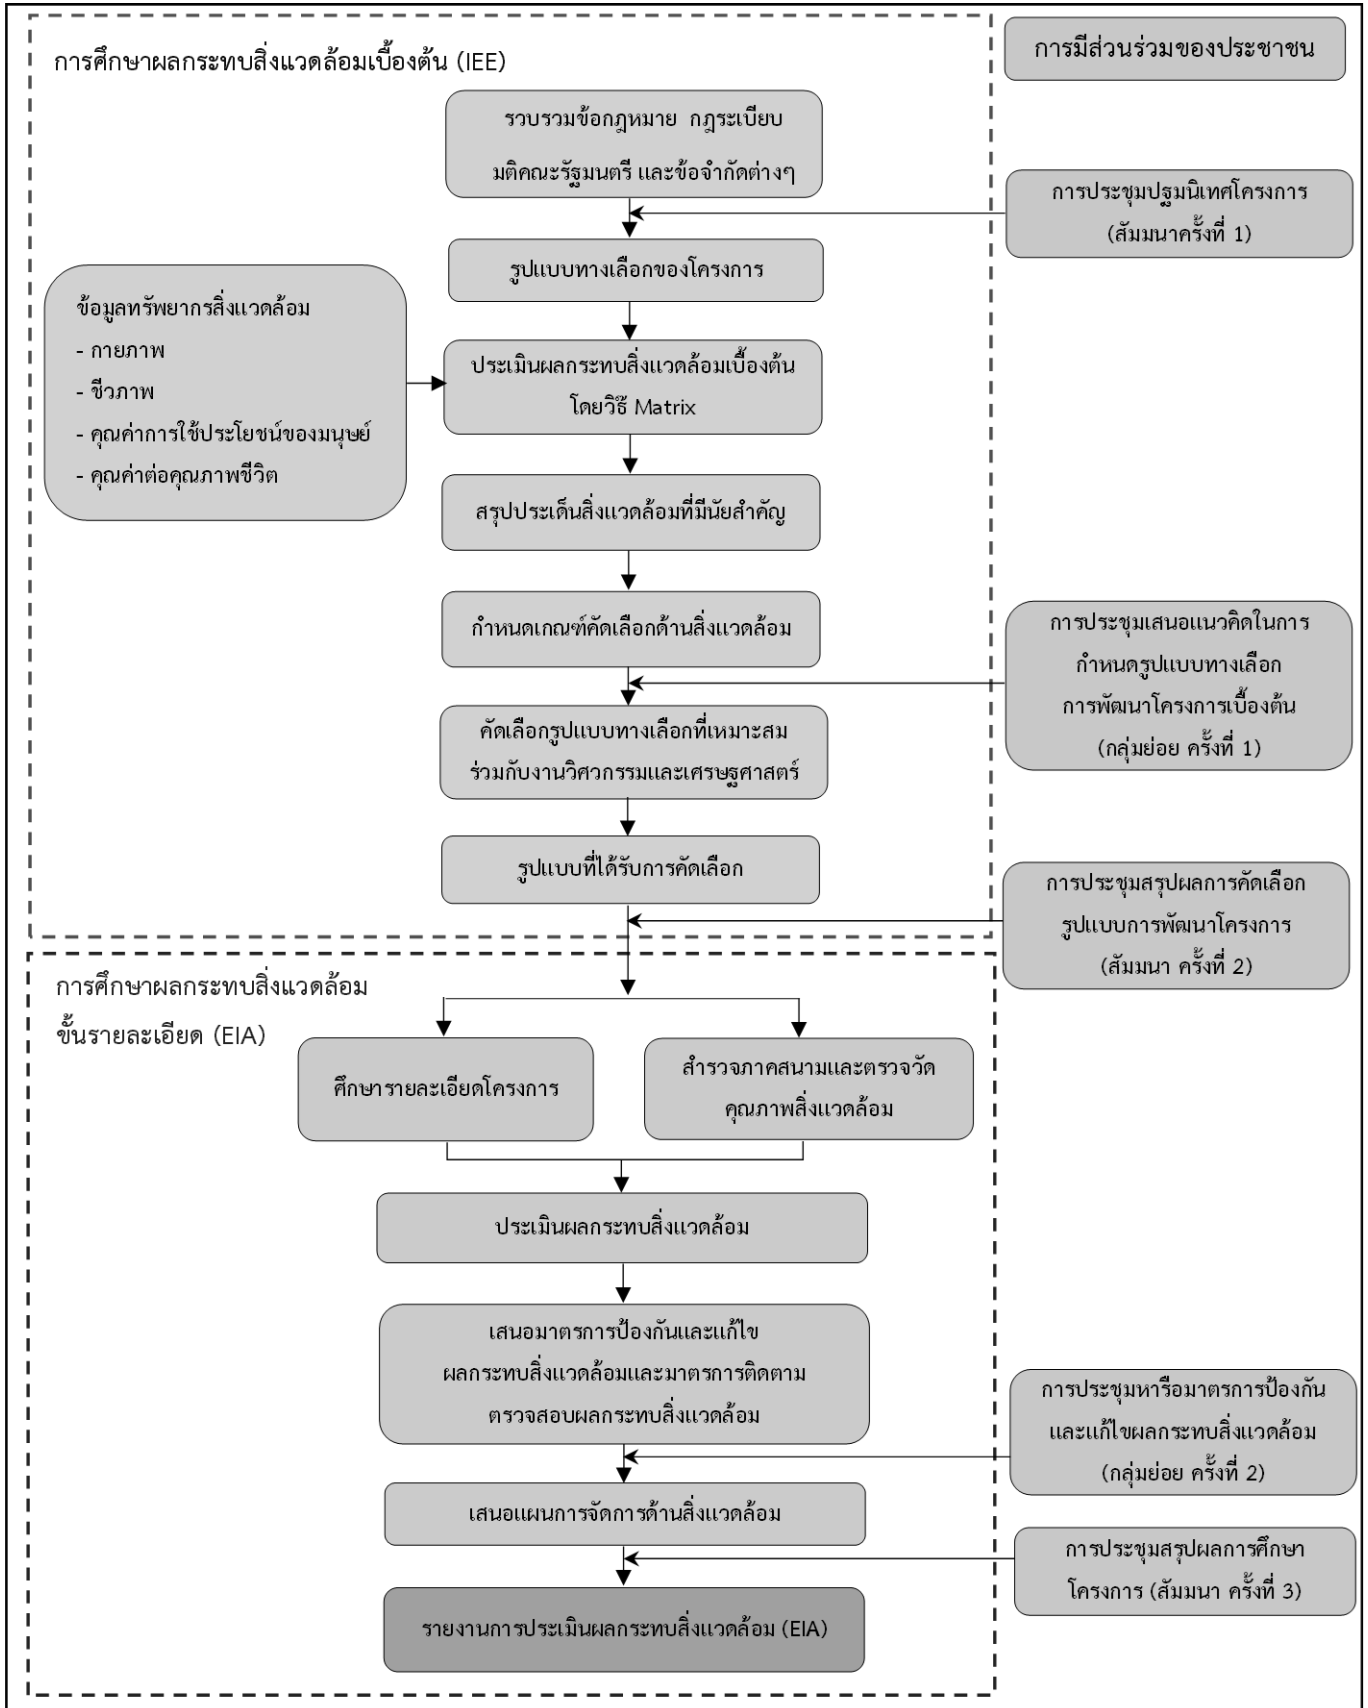 การศึกษาผลกระทบสิ่งแวดล้อมเบื้องต้น (IEE)
การมีส่วนร่วมของประชาชน
รวบรวมข้อกฎหมาย กฎระเบียบ
มติคณะรัฐมนตรี และข้อจำกัดต่างๆ
การประชุมปฐมนิเทศโครงการ
(สัมมนาครั้งที่ 1)
รูปแบบทางเลือกของโครงการ
ข้อมูลทรัพยากรสิ่งแวดล้อม
- กายภาพ
- ชีวภาพ
- คุณค่าการใช้ประโยชน์ของมนุษย์
- คุณค่าต่อคุณภาพชีวิต
ประเมินผลกระทบสิ่งแวดล้อมเบื้องต้น
โดยวิธี Matrix
สรุปประเด็นสิ่งแวดล้อมที่มีนัยสำคัญ
กำหนดเกณฑ์คัดเลือกด้านสิ่งแวดล้อม
การประชุมเสนอแนวคิดในการ
กำหนดรูปแบบทางเลือก
การพัฒนาโครงการเบื้องต้น
(กลุ่มย่อย ครั้งที่ 1)
คัดเลือกรูปแบบทางเลือกที่เหมาะสม
ร่วมกับงานวิศวกรรมและเศรษฐศาสตร์
รูปแบบที่ได้รับการคัดเลือก
การประชุมสรุปผลการคัดเลือก
รูปแบบการพัฒนาโครงการ
(สัมมนา ครั้งที่ 2)
การศึกษาผลกระทบสิ่งแวดล้อม
ขั้นรายละเอียด (EIA)
ศึกษารายละเอียดโครงการ
สำรวจภาคสนามและตรวจวัด
คุณภาพสิ่งแวดล้อม
ประเมินผลกระทบสิ่งแวดล้อม
เสนอมาตรการป้องกันและแก้ไข
ผลกระทบสิ่งแวดล้อมและมาตรการติดตาม
ตรวจสอบผลกระทบสิ่งแวดล้อม
การประชุมหารือมาตรการป้องกัน
และแก้ไขผลกระทบสิ่งแวดล้อม
(กลุ่มย่อย ครั้งที่ 2)
เสนอแผนการจัดการด้านสิ่งแวดล้อม
การประชุมสรุปผลการศึกษา
โครงการ (สัมมนา ครั้งที่ 3)
รายงานการประเมินผลกระทบสิ่งแวดล้อม (EIA)